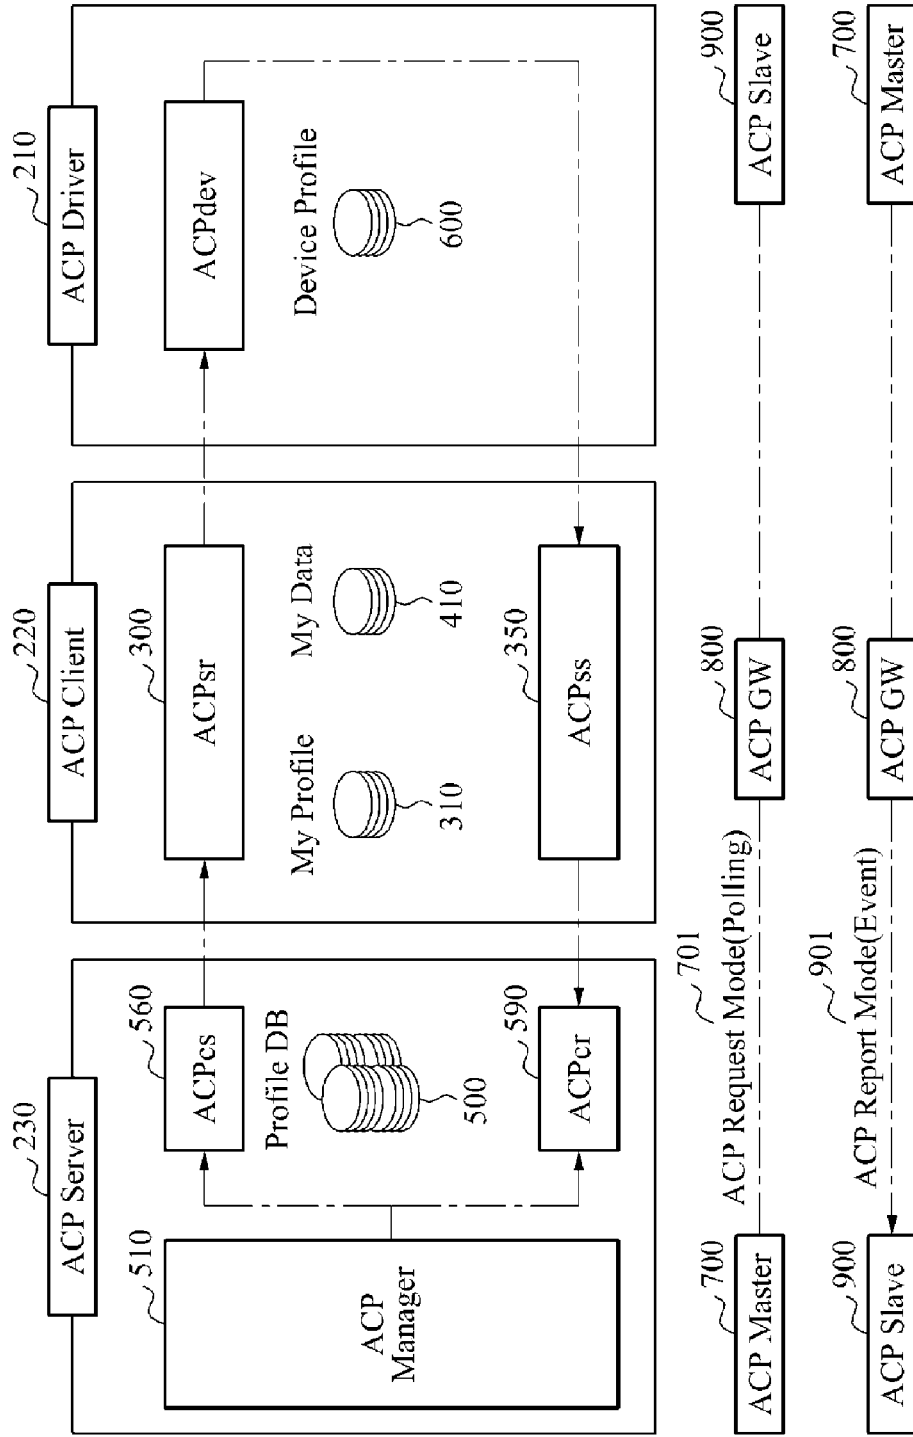 230
ACP Server
220
ACP Client
210
ACP Driver
510
ACP
Manager
560
ACPcs
Profile DB
500
590
ACPcr
300
ACPsr
My Profile
310
My Data
410
350
ACPss
ACPdev
Device Profile
600
700
ACP Master
701
ACP Request Mode(Polling)
800
ACP GW
900
ACP Slave
900
ACP Slave
901
ACP Report Mode(Event)
800
ACP GW
700
ACP Master